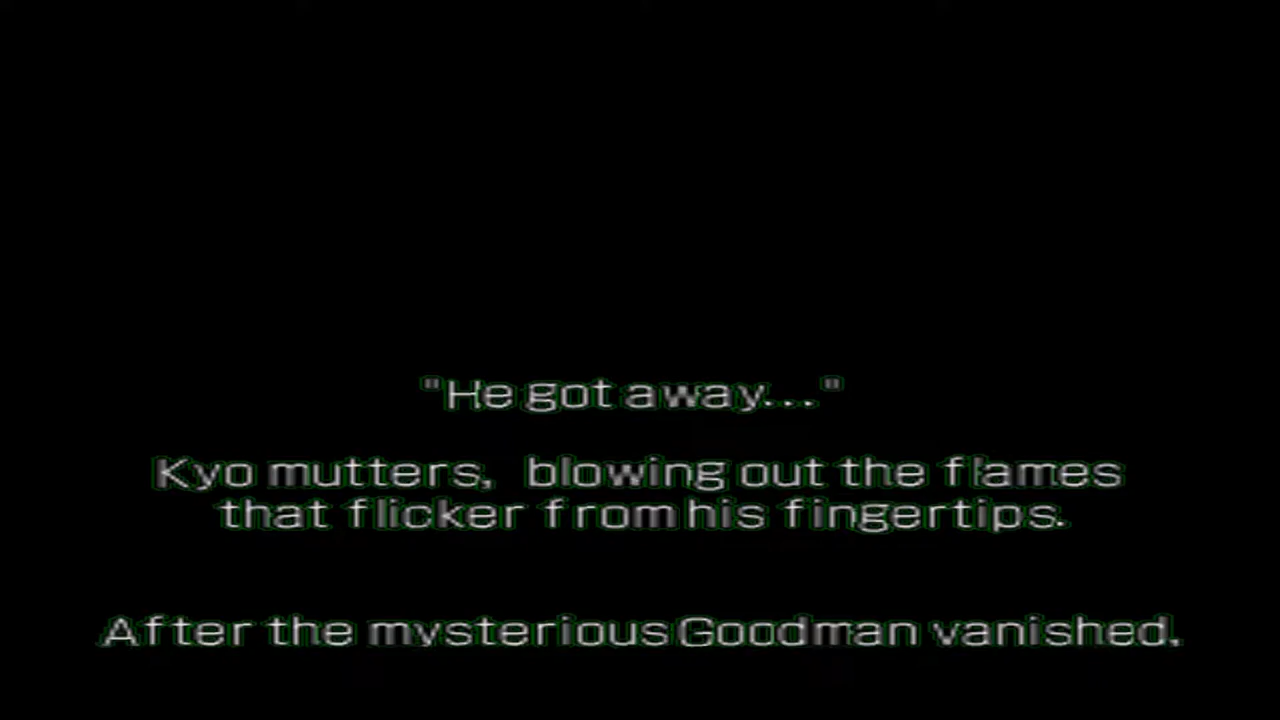 "He got away..."
Kyo mutters, blowing out the flames
that flicker from his fingertips.
After the mysterious Goodman vanished,